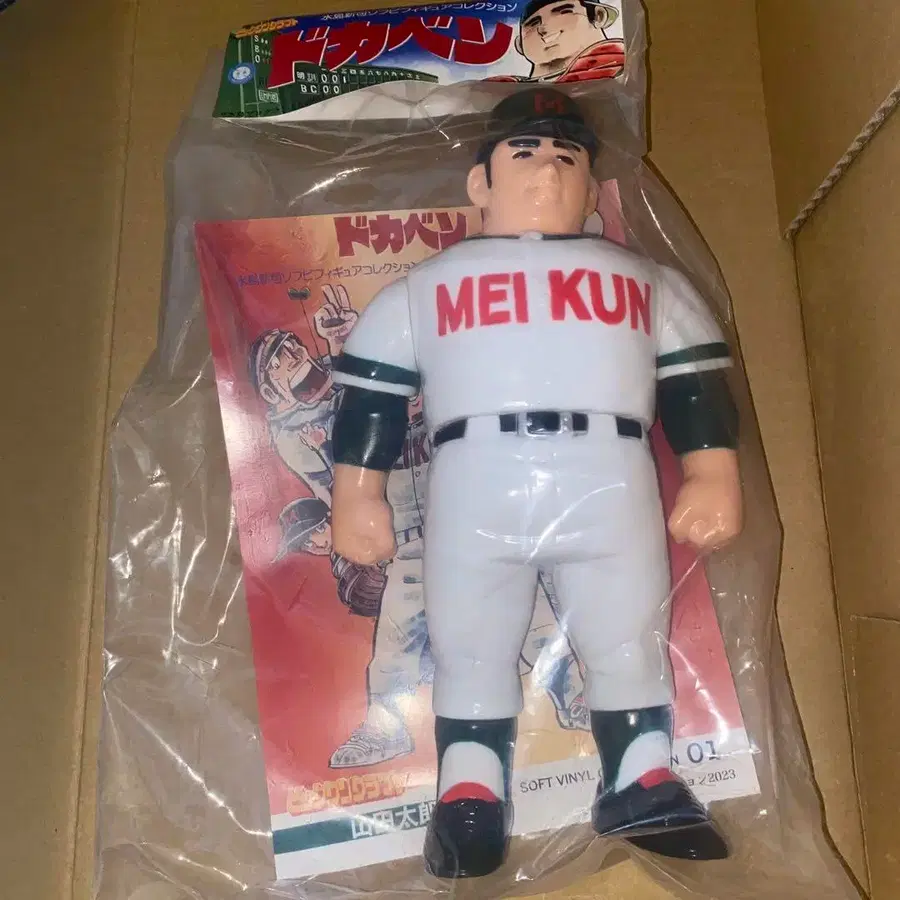 水島新司ソフビフィギュアコレクション
ドカベン
S
B
O
明訓 001
BC00
M
ドカベン
水島新司ソフビフィギュアコレクション
MEI KUN
01
SOFT VINYL
2023
山田太郎